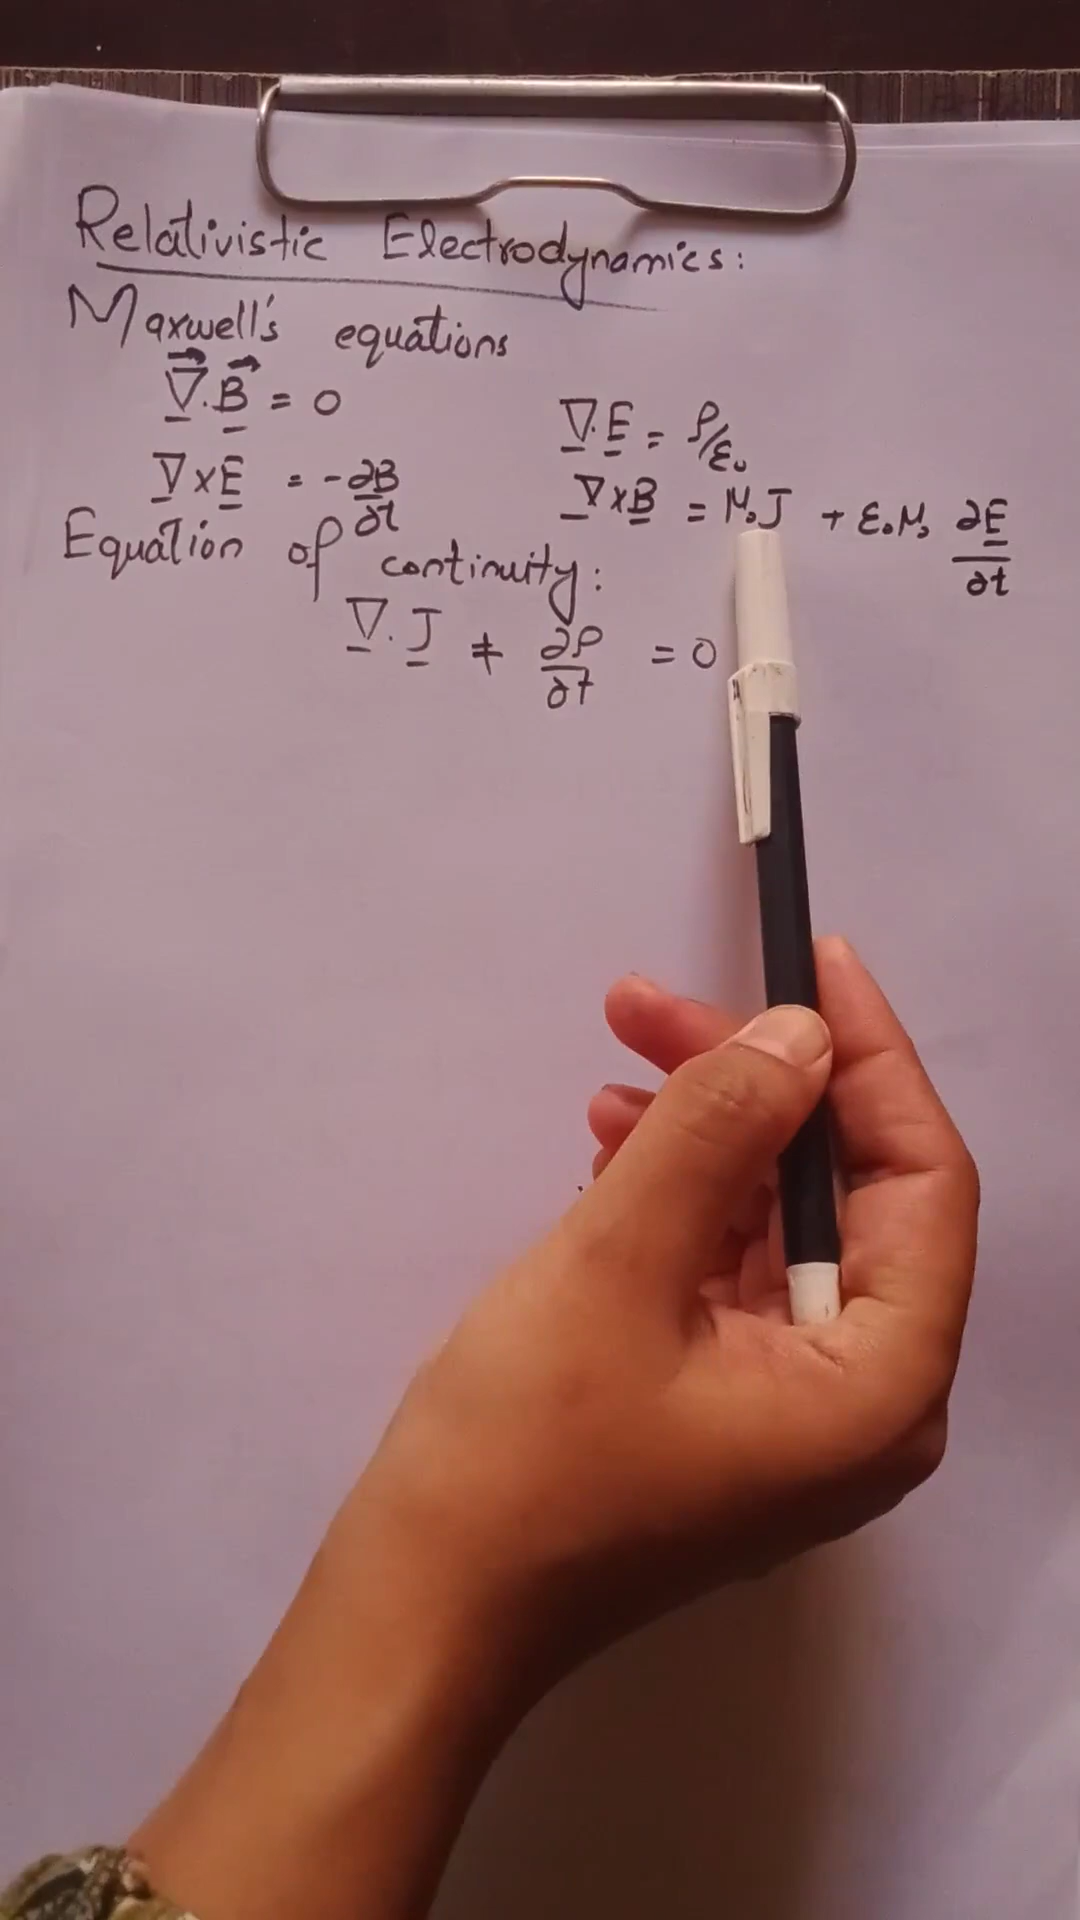 Relativistic Electrodynamics:
Maxwell's equations
∇⃗.B⃗ = 0
∇.E = ρ/ε₀
∇×E = -∂B/∂t
∇×B = μ₀J + ε₀μ₀ ∂E/∂t
Equation of continuity:
∇.J + ∂ρ/∂t = 0